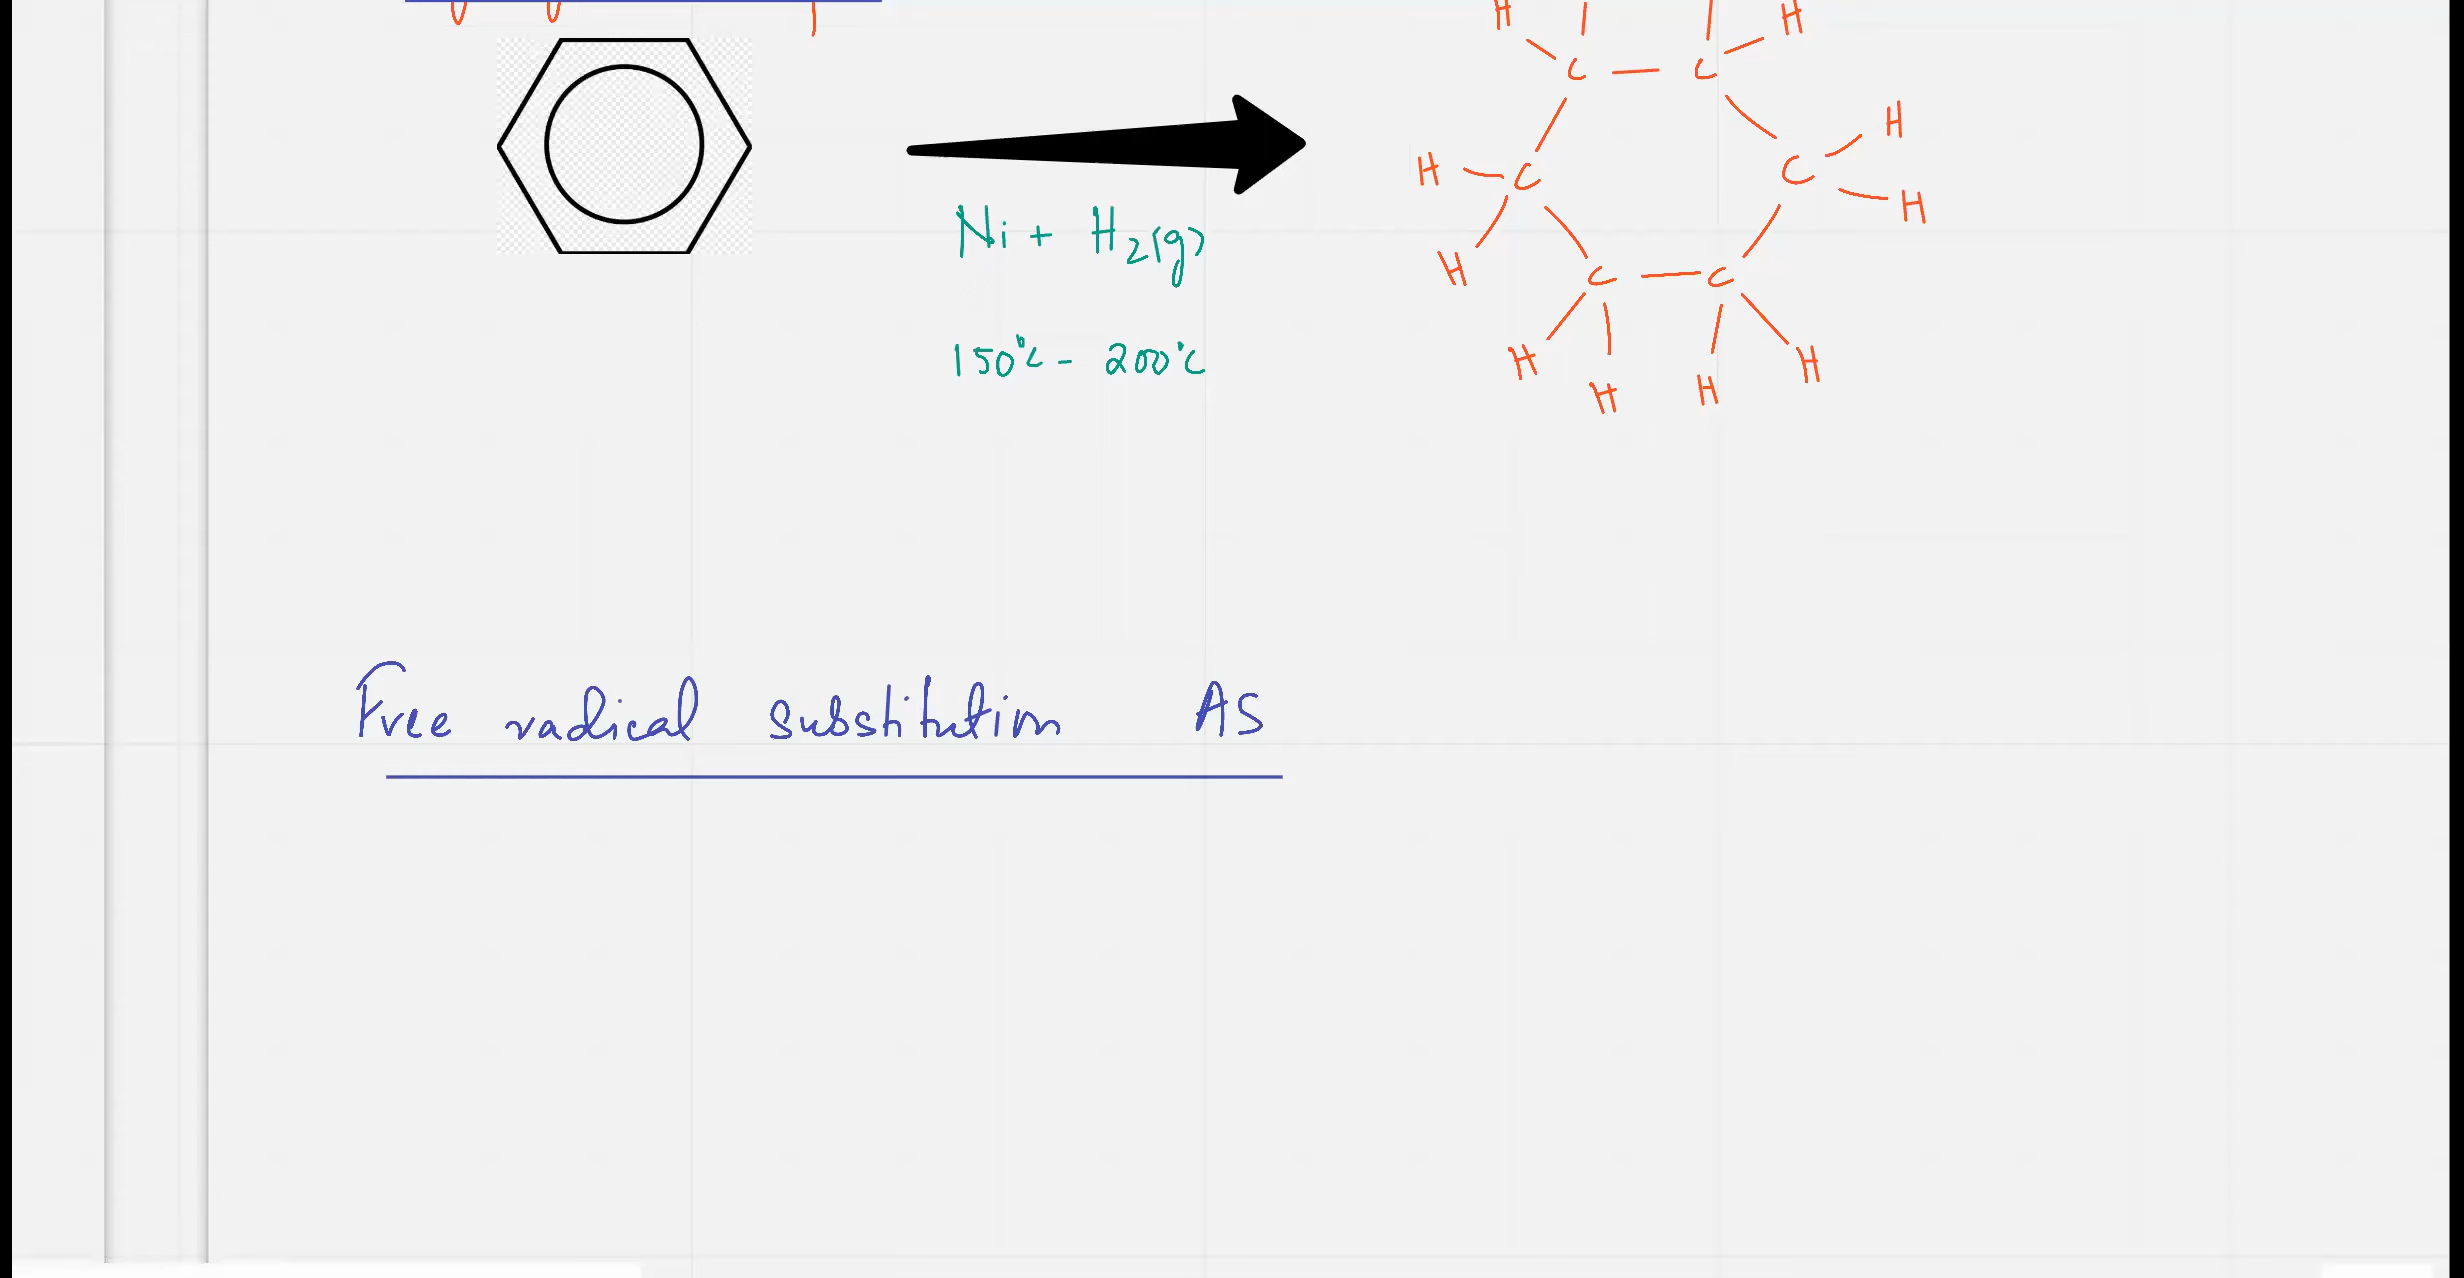 H H
C — C
H
H C C
H
H
C — C
H H
H H
Ni + H2(g)
150°C - 200°C
Free radical substitution AS